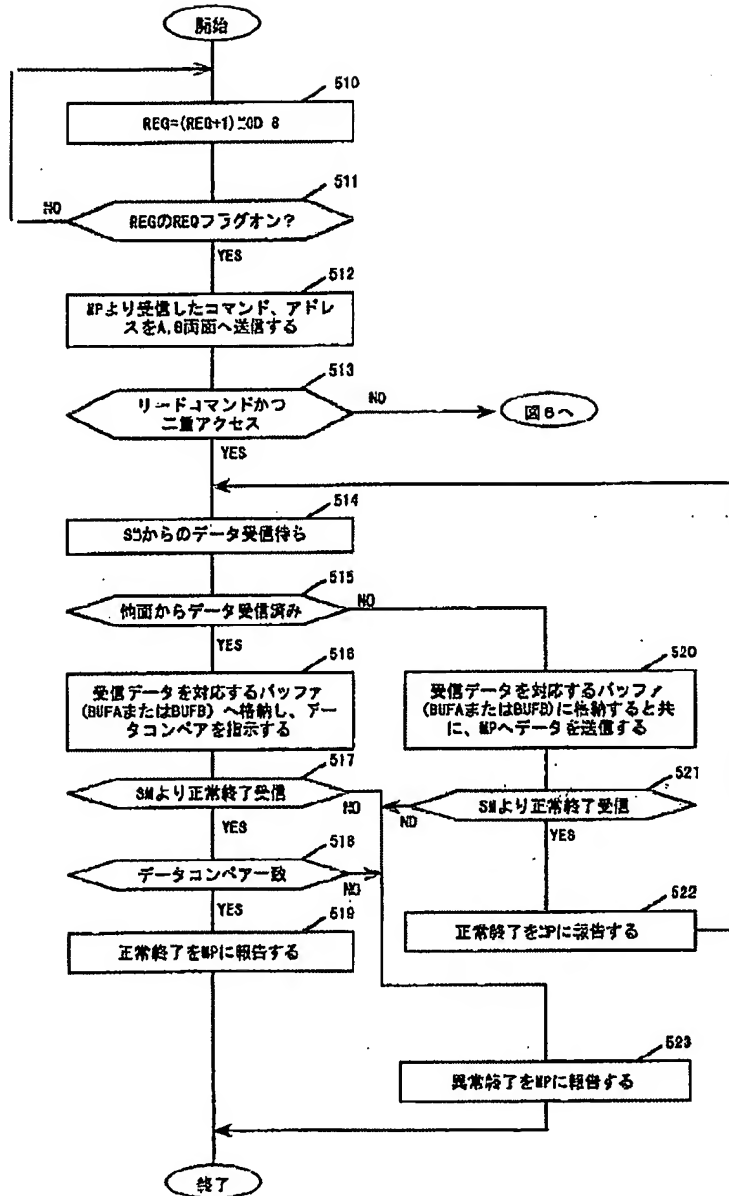 開始
510
REG=(REG+1) MOD 8
511
REGのREQフラグオン?
NO
YES
512
MPより受信したコマンド、アドレ
スをA,B両面へ送信する
513
リードコマンドかつ
二重アクセス
NO
図6へ
YES
514
SMからのデータ受信待ち
515
他面からデータ受信済み
NO
YES
516
受信データを対応するバッファ
(BUFAまたはBUFB)へ格納し、デー
タコンペアを指示する
520
受信データを対応するバッファ
(BUFAまたはBUFB)に格納すると共
に、MPへデータを送信する
517
SMより正常終了受信
NO
YES
521
SMより正常終了受信
NO
YES
518
データコンペア一致
NO
YES
519
正常終了をMPに報告する
522
正常終了をMPに報告する
523
異常終了をMPに報告する
終了